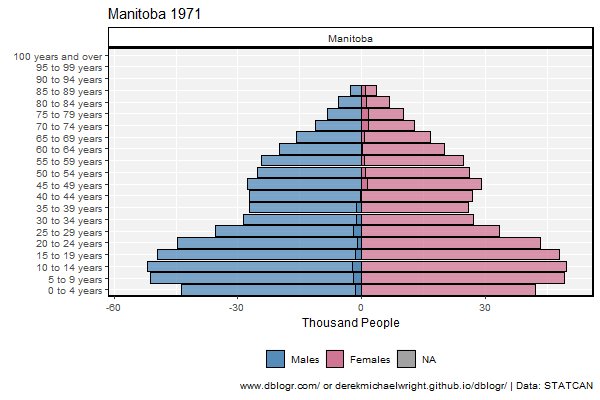 Manitoba 1971
Manitoba
100 years and over
95 to 99 years
90 to 94 years
85 to 89 years
80 to 84 years
75 to 79 years
70 to 74 years
65 to 69 years
60 to 64 years
55 to 59 years
50 to 54 years
45 to 49 years
40 to 44 years
35 to 39 years
30 to 34 years
25 to 29 years
20 to 24 years
15 to 19 years
10 to 14 years
5 to 9 years
0 to 4 years
-60 -30 0 30
Thousand People
Males Females NA
www.dblogr.com/ or derekmichaelwright.github.io/dblogr/ | Data: STATCAN